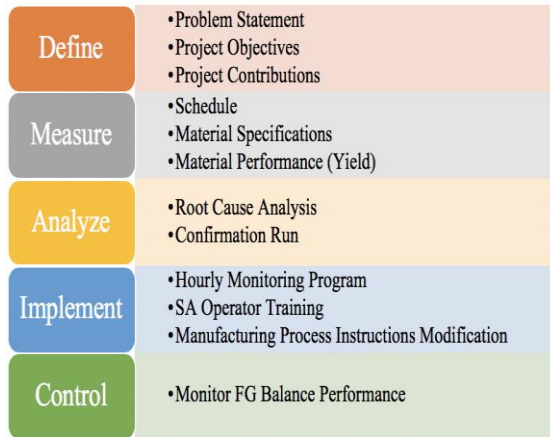 Define
•Problem Statement
•Project Objectives
•Project Contributions
Measure
•Schedule
•Material Specifications
•Material Performance (Yield)
Analyze
•Root Cause Analysis
•Confirmation Run
Implement
•Hourly Monitoring Program
•SA Operator Training
•Manufacturing Process Instructions Modification
Control
•Monitor FG Balance Performance